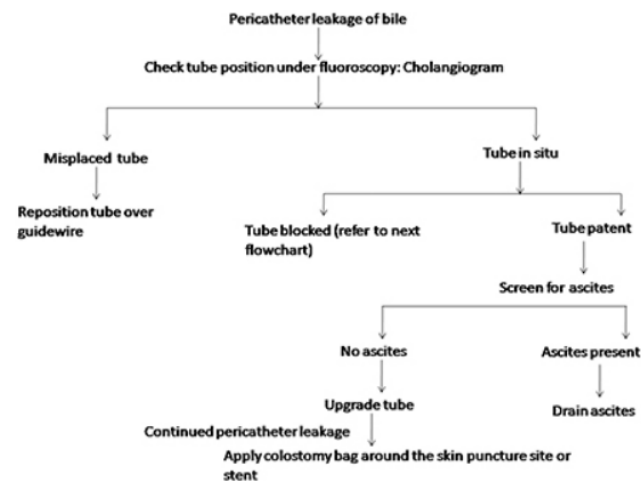 Pericatheter leakage of bile
Check tube position under fluoroscopy: Cholangiogram
Misplaced tube
Tube in situ
Reposition tube over
guidewire
Tube blocked (refer to next
flowchart)
Tube patent
Screen for ascites
No ascites
Ascites present
Upgrade tube
Drain ascites
Continued pericatheter leakage
Apply colostomy bag around the skin puncture site or
stent